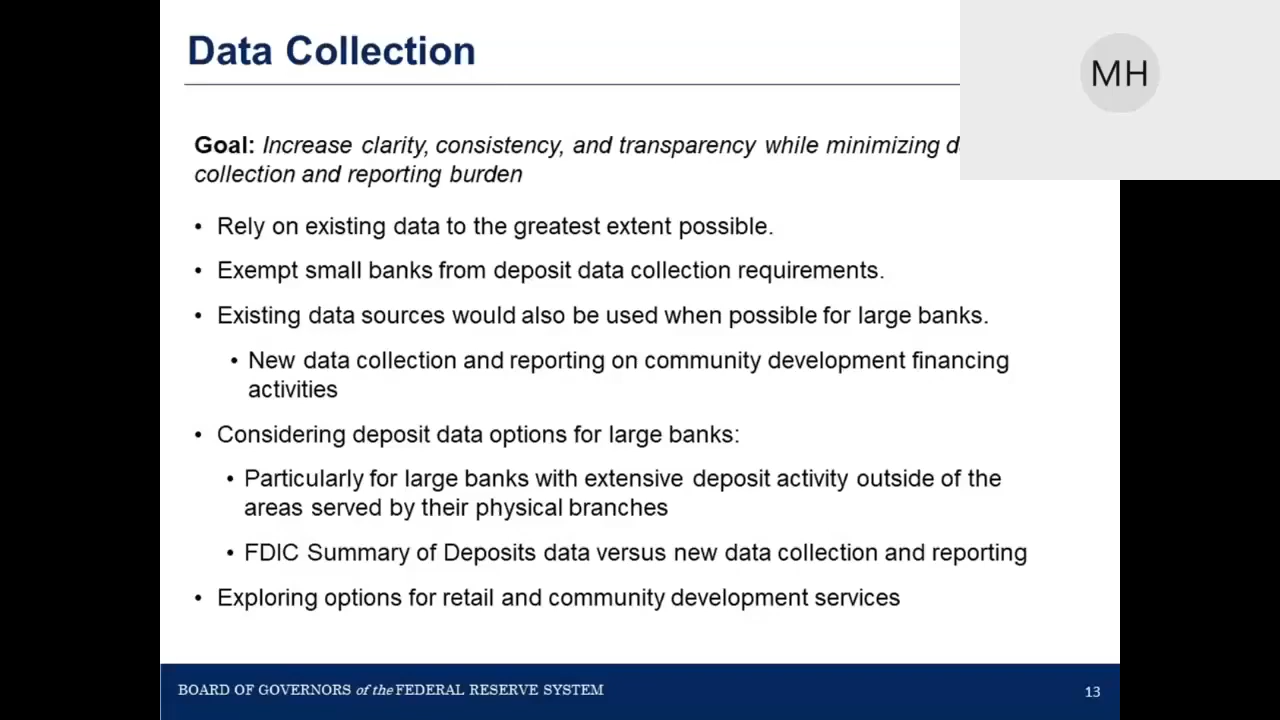 Data Collection
MH
Goal: Increase clarity, consistency, and transparency while minimizing
collection and reporting burden
• Rely on existing data to the greatest extent possible.
• Exempt small banks from deposit data collection requirements.
• Existing data sources would also be used when possible for large banks.
• New data collection and reporting on community development financing
activities
• Considering deposit data options for large banks:
• Particularly for large banks with extensive deposit activity outside of the
areas served by their physical branches
• FDIC Summary of Deposits data versus new data collection and reporting
• Exploring options for retail and community development services
BOARD OF GOVERNORS of the FEDERAL RESERVE SYSTEM
13